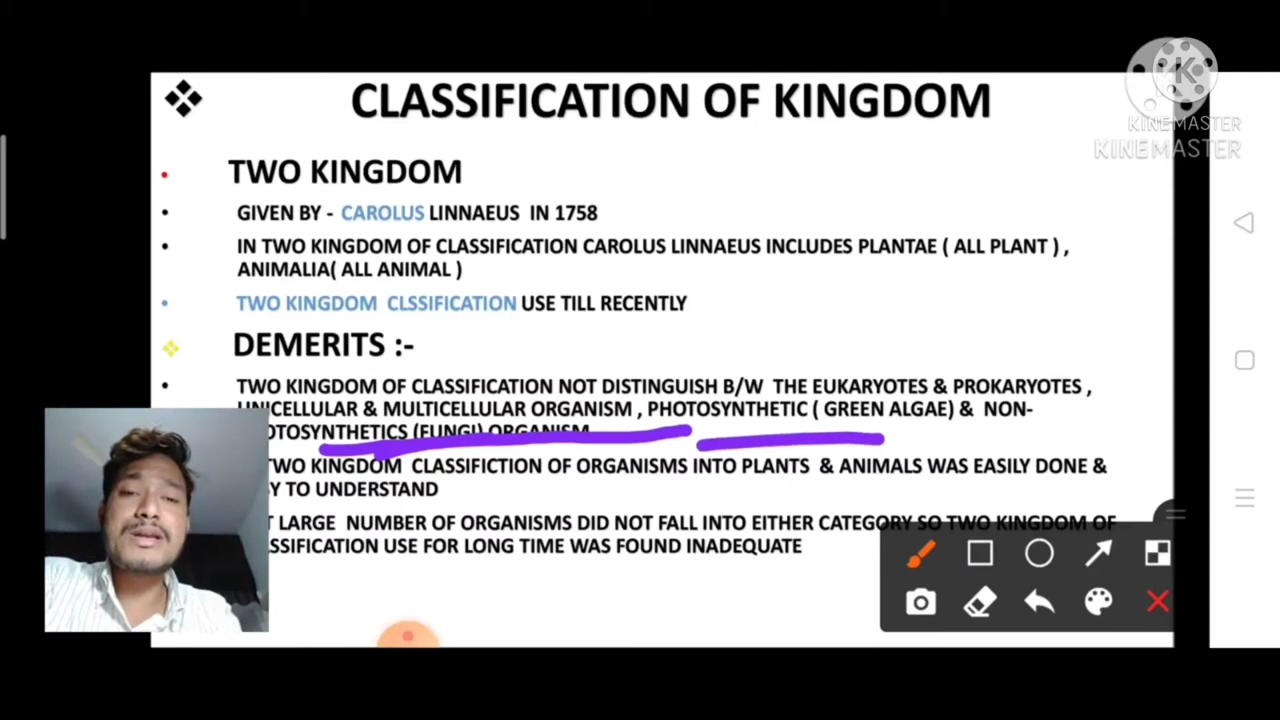 CLASSIFICATION OF KINGDOM
KINEMASTER
KINEMASTER
TWO KINGDOM
GIVEN BY - CAROLUS LINNAEUS IN 1758
IN TWO KINGDOM OF CLASSIFICATION CAROLUS LINNAEUS INCLUDES PLANTAE ( ALL PLANT ) ,
ANIMALIA( ALL ANIMAL )
TWO KINGDOM CLSSIFICATION USE TILL RECENTLY
DEMERITS :-
TWO KINGDOM OF CLASSIFICATION NOT DISTINGUISH B/W THE EUKARYOTES & PROKARYOTES ,
UNICELLULAR & MULTICELLULAR ORGANISM , PHOTOSYNTHETIC ( GREEN ALGAE) & NON-
(FUNGI) ORGANISM
TWO KINGDOM CLASSIFICTION OF ORGANISMS INTO PLANTS & ANIMALS WAS EASILY DONE &
TO UNDERSTAND
LARGE NUMBER OF ORGANISMS DID NOT FALL INTO EITHER CATEGORY SO TWO KINGDOM OF
USE FOR LONG TIME WAS FOUND INADEQUATE